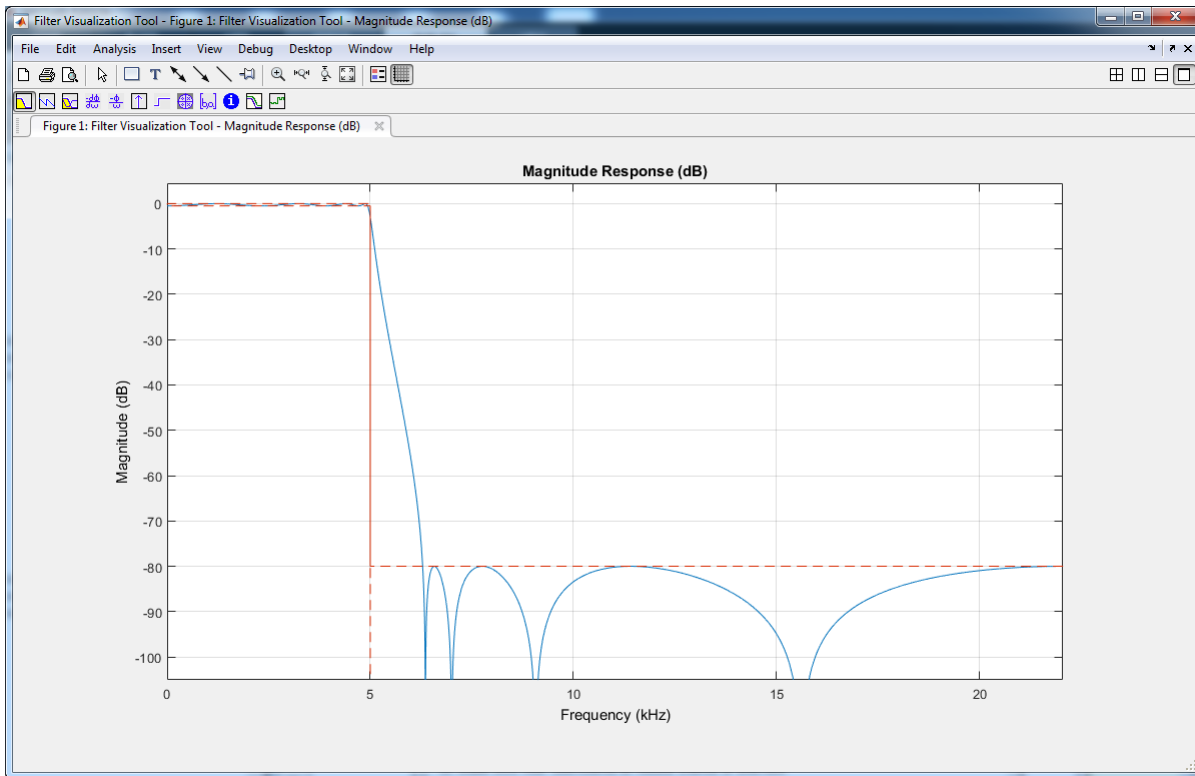 Filter Visualization Tool - Figure 1: Filter Visualization Tool - Magnitude Response (dB)
File Edit Analysis Insert View Debug Desktop Window Help
Figure 1: Filter Visualization Tool - Magnitude Response (dB)
Magnitude Response (dB)
0
-10
-20
-30
-40
-50
-60
-70
-80
-90
-100
Magnitude (dB)
0 5 10 15 20
Frequency (kHz)